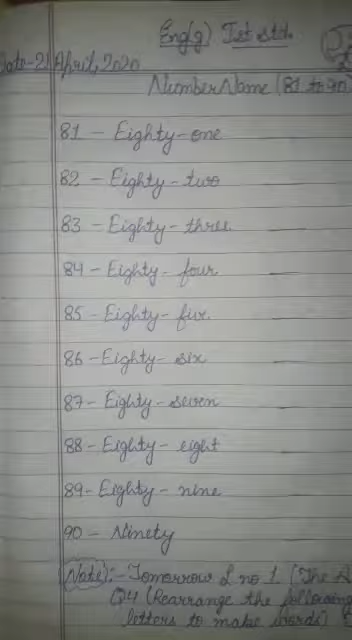 Eng(g) Ist std.
Date-21 April, 2020
Number Name (81 to 90)
81 - Eighty-one
82 - Eighty-two
83 - Eighty-three
84 - Eighty-four
85 - Eighty-five
86 - Eighty-six
87 - Eighty-seven
88 - Eighty-eight
89- Eighty-nine
90 - Ninety
Note:- Tomorrow L no 1 (The
Q4 (Rearrange the following
letters to make words)